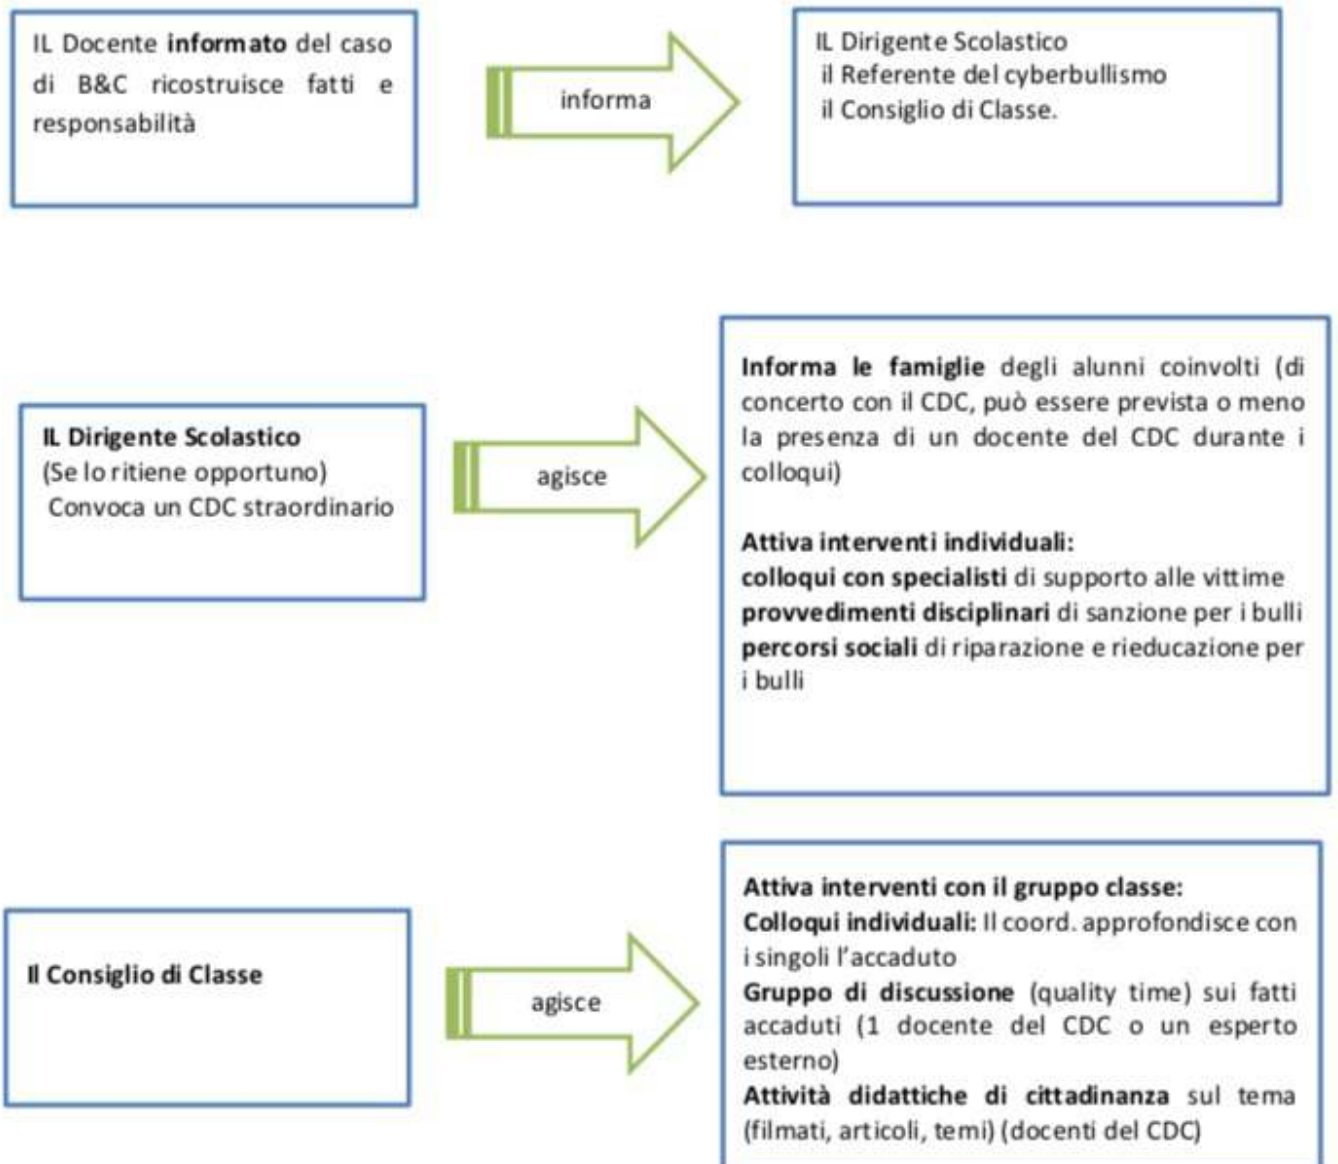 IL Docente informato del caso
di B&C ricostruisce fatti e
responsabilità
informa
IL Dirigente Scolastico
il Referente del cyberbullismo
il Consiglio di Classe.
IL Dirigente Scolastico
(Se lo ritiene opportuno)
Convoca un CDC straordinario
agisce
Informa le famiglie degli alunni coinvolti (di
concerto con il CDC, può essere prevista o meno
la presenza di un docente del CDC durante i
colloqui)
Attiva interventi individuali:
colloqui con specialisti di supporto alle vittime
provvedimenti disciplinari di sanzione per i bulli
percorsi sociali di riparazione e rieducazione per
i bulli
Il Consiglio di Classe
agisce
Attiva interventi con il gruppo classe:
Colloqui individuali: Il coord. approfondisce con
i singoli l'accaduto
Gruppo di discussione (quality time) sui fatti
accaduti (1 docente del CDC o un esperto
esterno)
Attività didattiche di cittadinanza sul tema
(filmati, articoli, temi) (docenti del CDC)